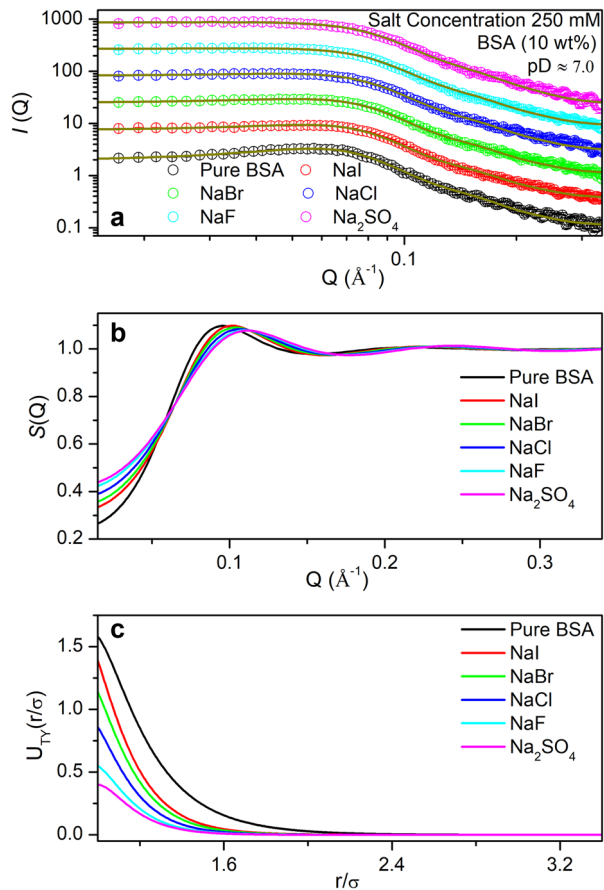 1000
100
10
1
0.1
I (Q)
Salt Concentration 250 mM
BSA (10 wt%)
pD ≈ 7.0
Pure BSA
NaI
NaBr
NaCl
NaF
Na₂SO₄
a
0.1
Q (Å⁻¹)
b
1.0
0.8
0.6
0.4
0.2
S(Q)
Pure BSA
NaI
NaBr
NaCl
NaF
Na₂SO₄
0.1
0.2
0.3
Q (Å⁻¹)
c
1.5
1.0
0.5
0.0
U_TY(r/σ)
Pure BSA
NaI
NaBr
NaCl
NaF
Na₂SO₄
1.6
2.4
3.2
r/σ